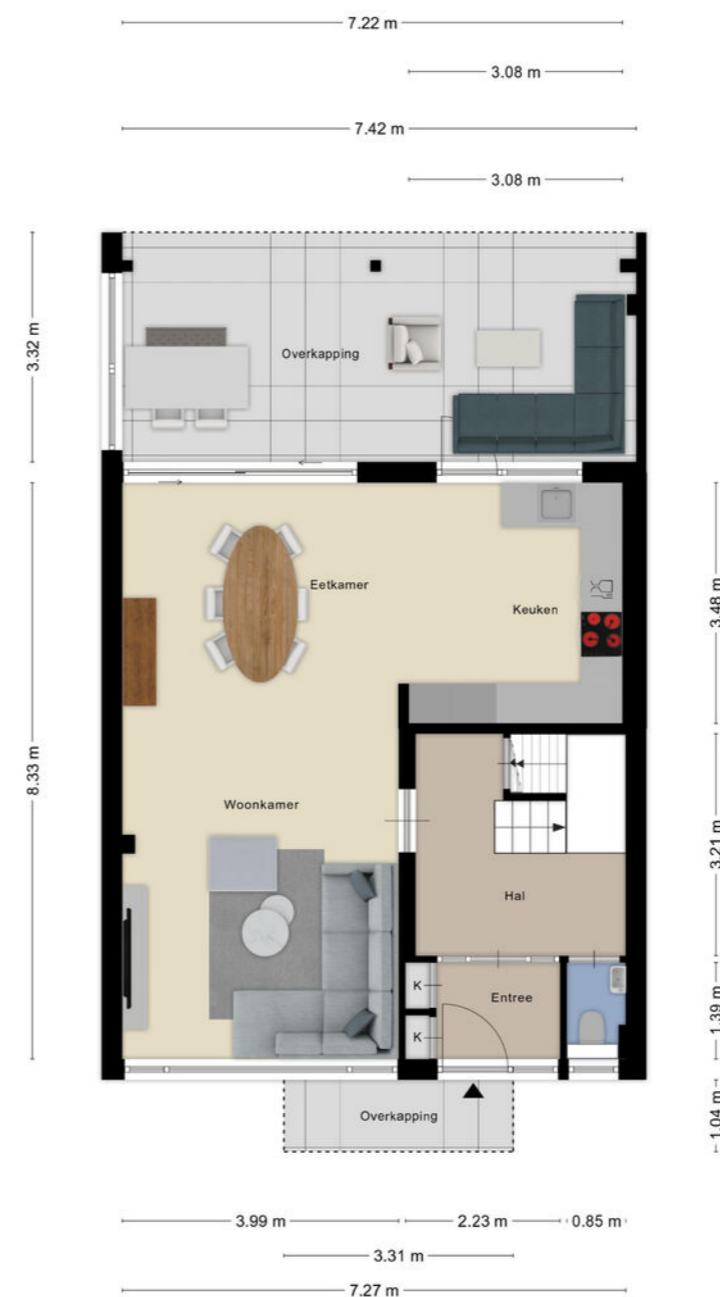 7.22 m
3.08 m
7.42 m
3.08 m
3.32 m
Overkapping
Eetkamer
Keuken
3.48 m
8.33 m
Woonkamer
3.21 m
Hal
K
Entree
1.39 m
K
Overkapping
1.04 m
3.99 m
2.23 m
0.85 m
3.31 m
7.27 m